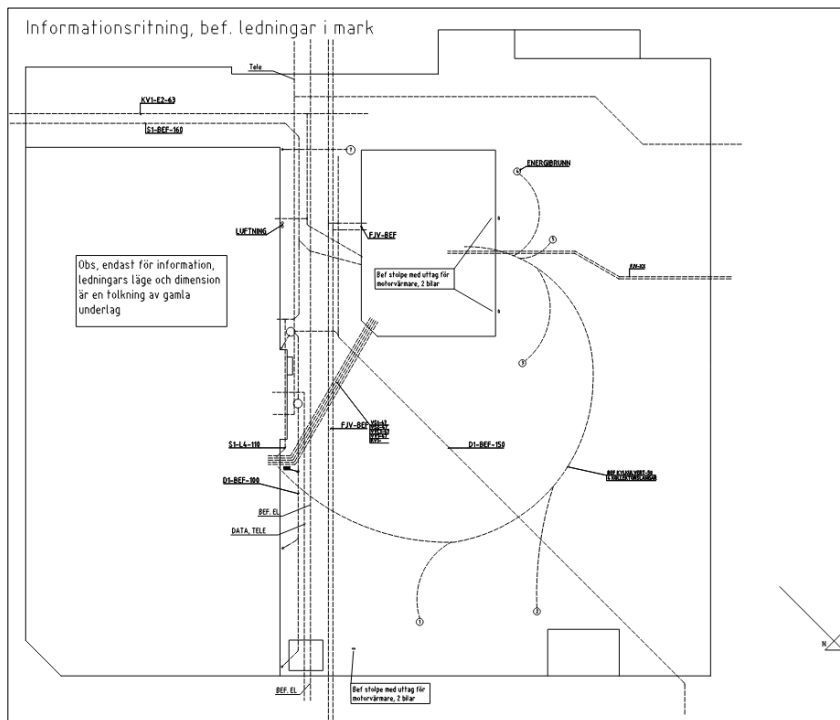 Informationsritning, bef. ledningar i mark
Tele
KV1-E2-63
S1-BEF-160
ENERGIBRUNN
LUFTNING
FJV-BEF
Obs, endast för information,
ledningars läge och dimension
är en tolkning av gamla
underlag
Bef stolpe med uttag för
motorvärmare, 2 bilar
FJV-BEF
S1-L4-110
D1-BEF-150
D1-BEF-100
BEF. EL
DATA, TELE
BEF. EL
Bef stolpe med uttag för
motorvärmare, 2 bilar
N